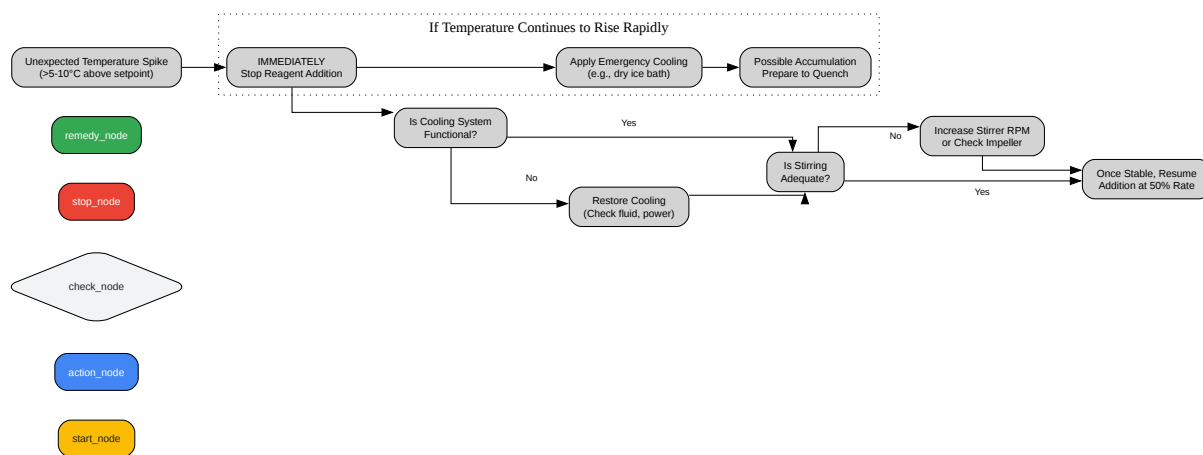 If Temperature Continues to Rise Rapidly
Unexpected Temperature Spike
(>5-10°C above setpoint)
IMMEDIATELY
Stop Reagent Addition
Apply Emergency Cooling
(e.g., dry ice bath)
Possible Accumulation
Prepare to Quench
Is Cooling System
Functional?
Yes
No
Restore Cooling
(Check fluid, power)
Is Stirring
Adequate?
No
Increase Stirrer RPM
or Check Impeller
Yes
Once Stable, Resume
Addition at 50% Rate
remedy_node
stop_node
check_node
action_node
start_node